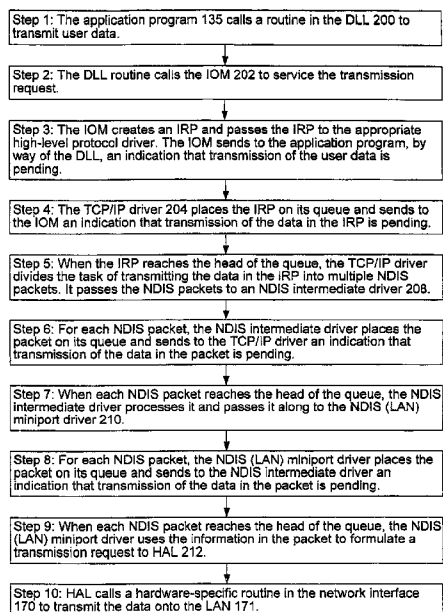 Step 1: The application program 135 calls a routine in the DLL 200 to
transmit user data.
Step 2: The DLL routine calls the IOM 202 to service the transmission
request.
Step 3: The IOM creates an IRP and passes the IRP to the appropriate
high-level protocol driver. The IOM sends to the application program, by
way of the DLL, an indication that transmission of the user data is
pending.
Step 4: The TCP/IP driver 204 places the IRP on its queue and sends to
the IOM an indication that transmission of the data in the IRP is pending.
Step 5: When the IRP reaches the head of the queue, the TCP/IP driver
divides the task of transmitting the data in the IRP into multiple NDIS
packets. It passes the NDIS packets to an NDIS intermediate driver 208.
Step 6: For each NDIS packet, the NDIS intermediate driver places the
packet on its queue and sends to the TCP/IP driver an indication that
transmission of the data in the packet is pending.
Step 7: When each NDIS packet reaches the head of the queue, the NDIS
intermediate driver processes it and passes it along to the NDIS (LAN)
miniport driver 210.
Step 8: For each NDIS packet, the NDIS (LAN) miniport driver places the
packet on its queue and sends to the NDIS intermediate driver an
indication that transmission of the data in the packet is pending.
Step 9: When each NDIS packet reaches the head of the queue, the NDIS
(LAN) miniport driver uses the information in the packet to formulate a
transmission request to HAL 212.
Step 10: HAL calls a hardware-specific routine in the network interface
170 to transmit the data onto the LAN 171.